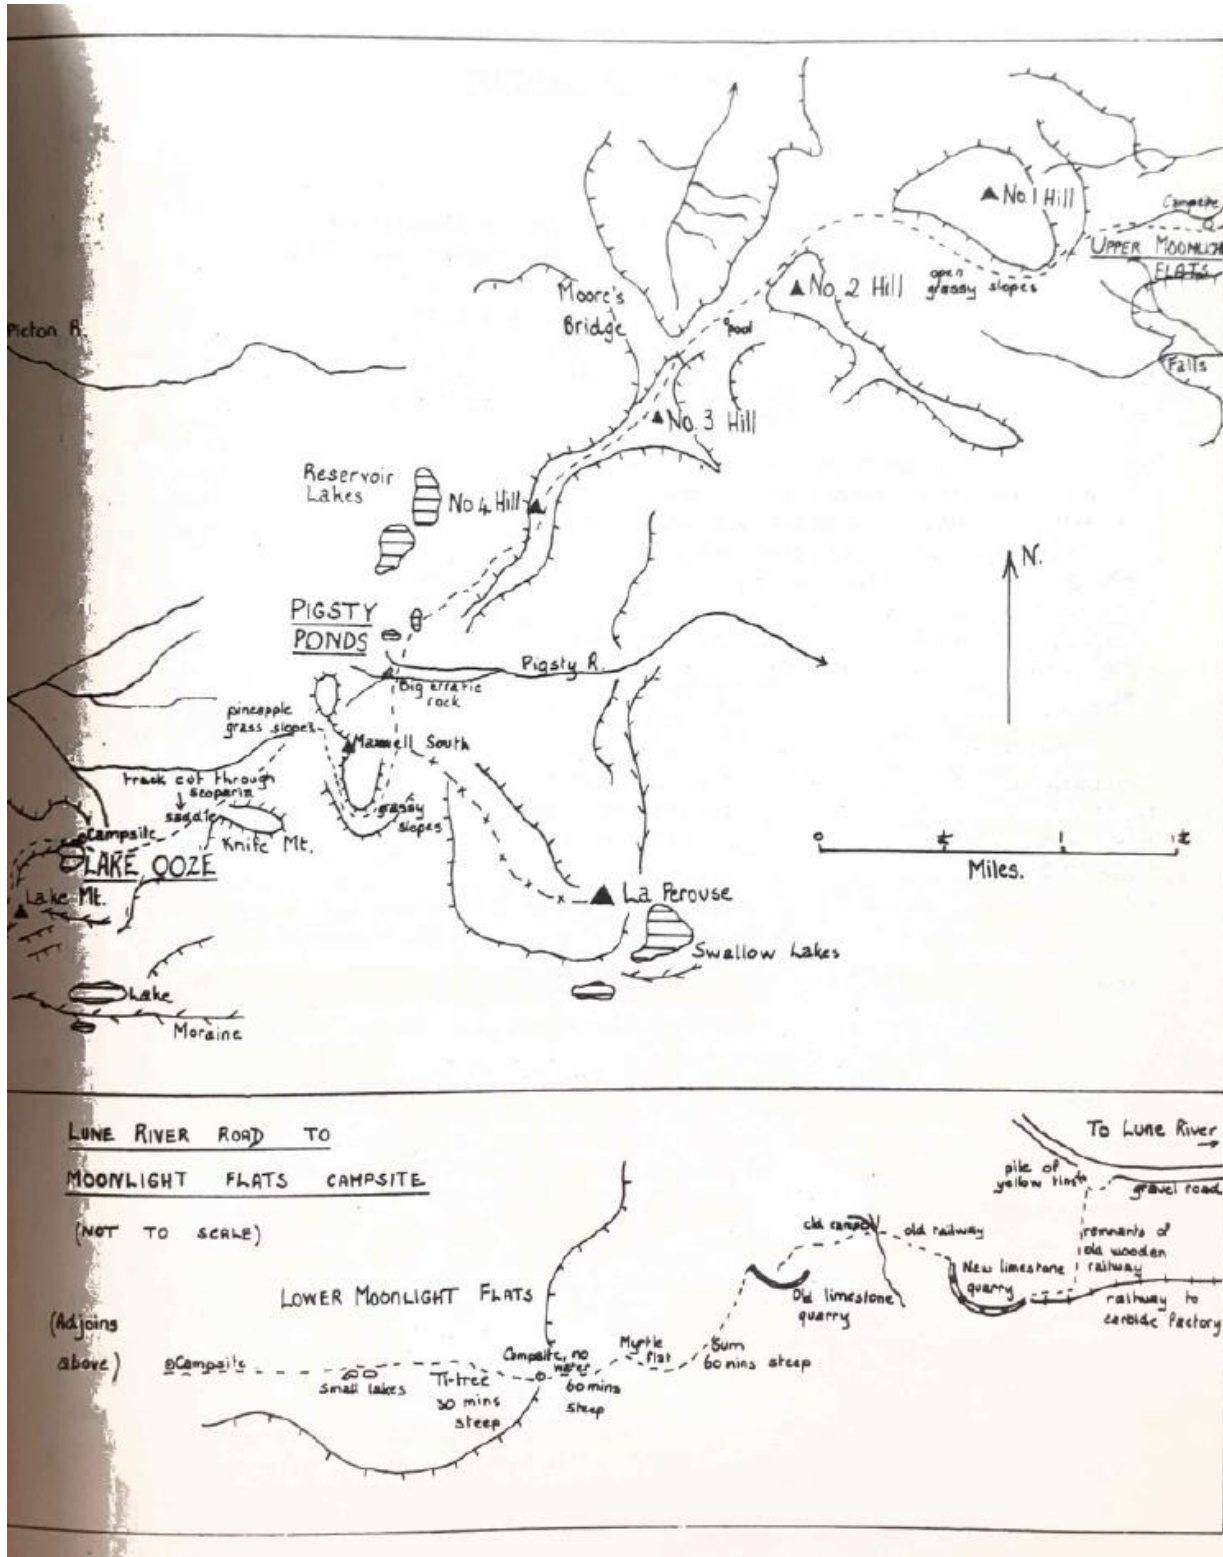 No.1 Hill
Campsite
UPPER MOONLIGHT
FLATS
No. 2 Hill
open
grassy slopes
Moore's
Bridge
pool
Picton R.
Falls
No. 3 Hill
Reservoir
Lakes
No 4 Hill
N.
PIGSTY
PONDS
Pigsty R.
Big erratic
rock
pineapple
grass slopes
Maxwell South
track cut through
scoparia
saddle
grassy
slopes
Campsite
Knife Mt.
LAKE OOZE
0
1
Miles.
Lake Mt.
La Perouse
Swallow Lakes
Lake
Moraine
LUNE RIVER ROAD TO
MOONLIGHT FLATS CAMPSITE
(NOT TO SCALE)
To LUNE RIVER
pile of
yellow tins
gravel road
old camp
old railway
remnants of
old wooden
railway
New limestone
quarry
LOWER MOONLIGHT FLATS
Old limestone
quarry
railway to
carbide factory
(Adjoins
above)
Campsite
Small lakes
Ti-tree
30 mins
steep
Campsite, no
water
60 mins
steep
Myrtle
flat
60 mins steep